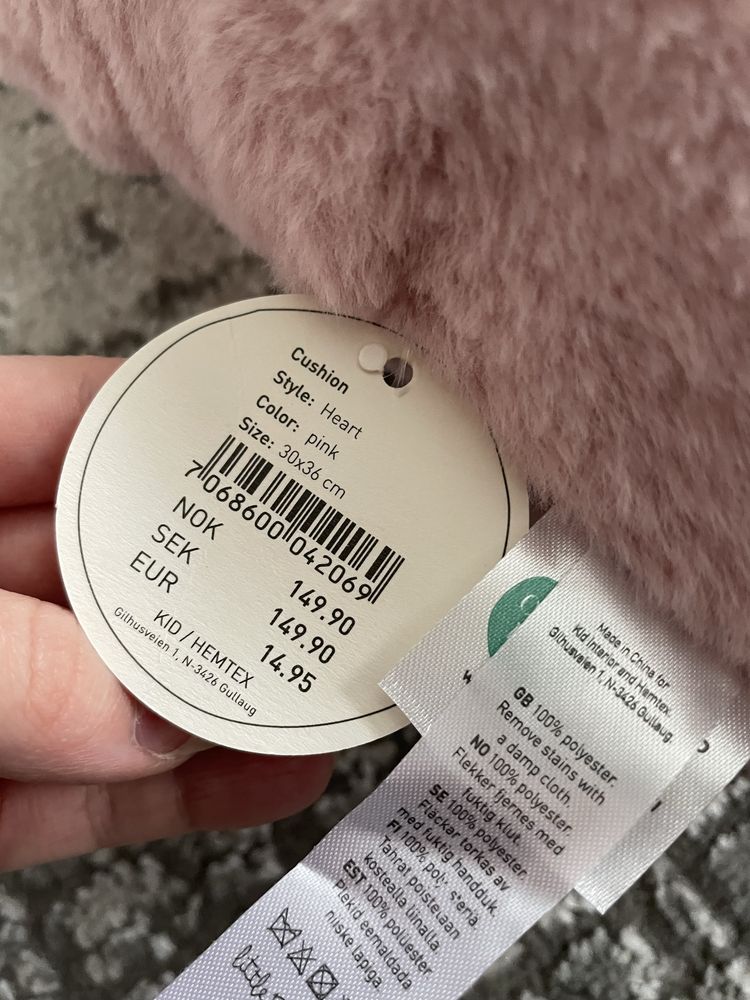 Cushion
Style: Heart
Color: pink
Size: 30x36 cm
7068600042069
NOK 149.90
SEK 149.90
EUR 14.95
KID / HEMTEX
Gilhusveien 1, N-3426 Gullaug
Made in China for
Kid Interior and Hemtex
Gilhusveien 1, N-3426 Gullaug.
GB 100% polyester.
Remove stains with
a damp cloth.
NO 100% polyester
Flekker fjernes med
fuktig klut.
SE 100% polyester
Fläckar torkas av
med fuktig handduk.
FI 100%
Tahrat poistetaan
kostealla liinalla.
EST 100% polüester
Plekid eemaldada
niiske lapiga
little